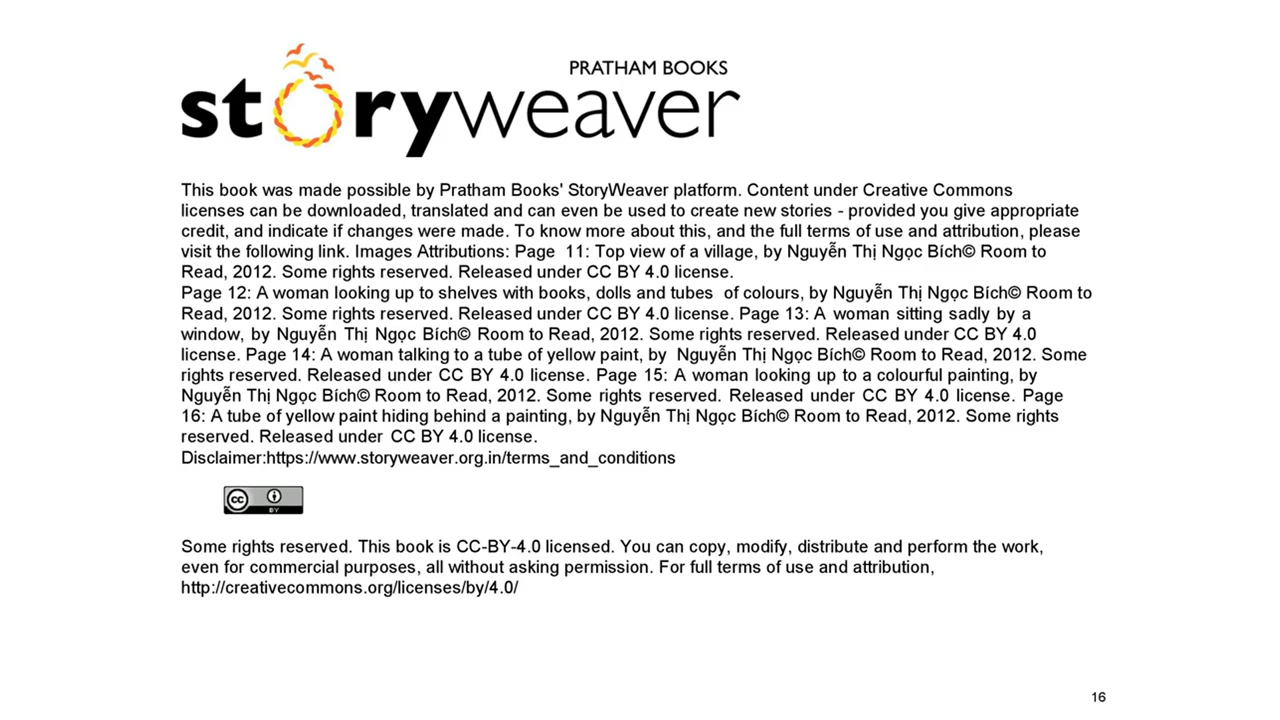 PRATHAM BOOKS
storyweaver
This book was made possible by Pratham Books' StoryWeaver platform. Content under Creative Commons
licenses can be downloaded, translated and can even be used to create new stories - provided you give appropriate
credit, and indicate if changes were made. To know more about this, and the full terms of use and attribution, please
visit the following link. Images Attributions: Page 11: Top view of a village, by Nguyễn Thị Ngọc Bích© Room to
Read, 2012. Some rights reserved. Released under CC BY 4.0 license.
Page 12: A woman looking up to shelves with books, dolls and tubes of colours, by Nguyễn Thị Ngọc Bích© Room to
Read, 2012. Some rights reserved. Released under CC BY 4.0 license. Page 13: A woman sitting sadly by a
window, by Nguyễn Thị Ngọc Bích© Room to Read, 2012. Some rights reserved. Released under CC BY 4.0
license. Page 14: A woman talking to a tube of yellow paint, by Nguyễn Thị Ngọc Bích© Room to Read, 2012. Some
rights reserved. Released under CC BY 4.0 license. Page 15: A woman looking up to a colourful painting, by
Nguyễn Thị Ngọc Bích© Room to Read, 2012. Some rights reserved. Released under CC BY 4.0 license. Page
16: A tube of yellow paint hiding behind a painting, by Nguyễn Thị Ngọc Bích© Room to Read, 2012. Some rights
reserved. Released under CC BY 4.0 license.
Disclaimer:https://www.storyweaver.org.in/terms_and_conditions
cc BY
Some rights reserved. This book is CC-BY-4.0 licensed. You can copy, modify, distribute and perform the work,
even for commercial purposes, all without asking permission. For full terms of use and attribution,
http://creativecommons.org/licenses/by/4.0/
16